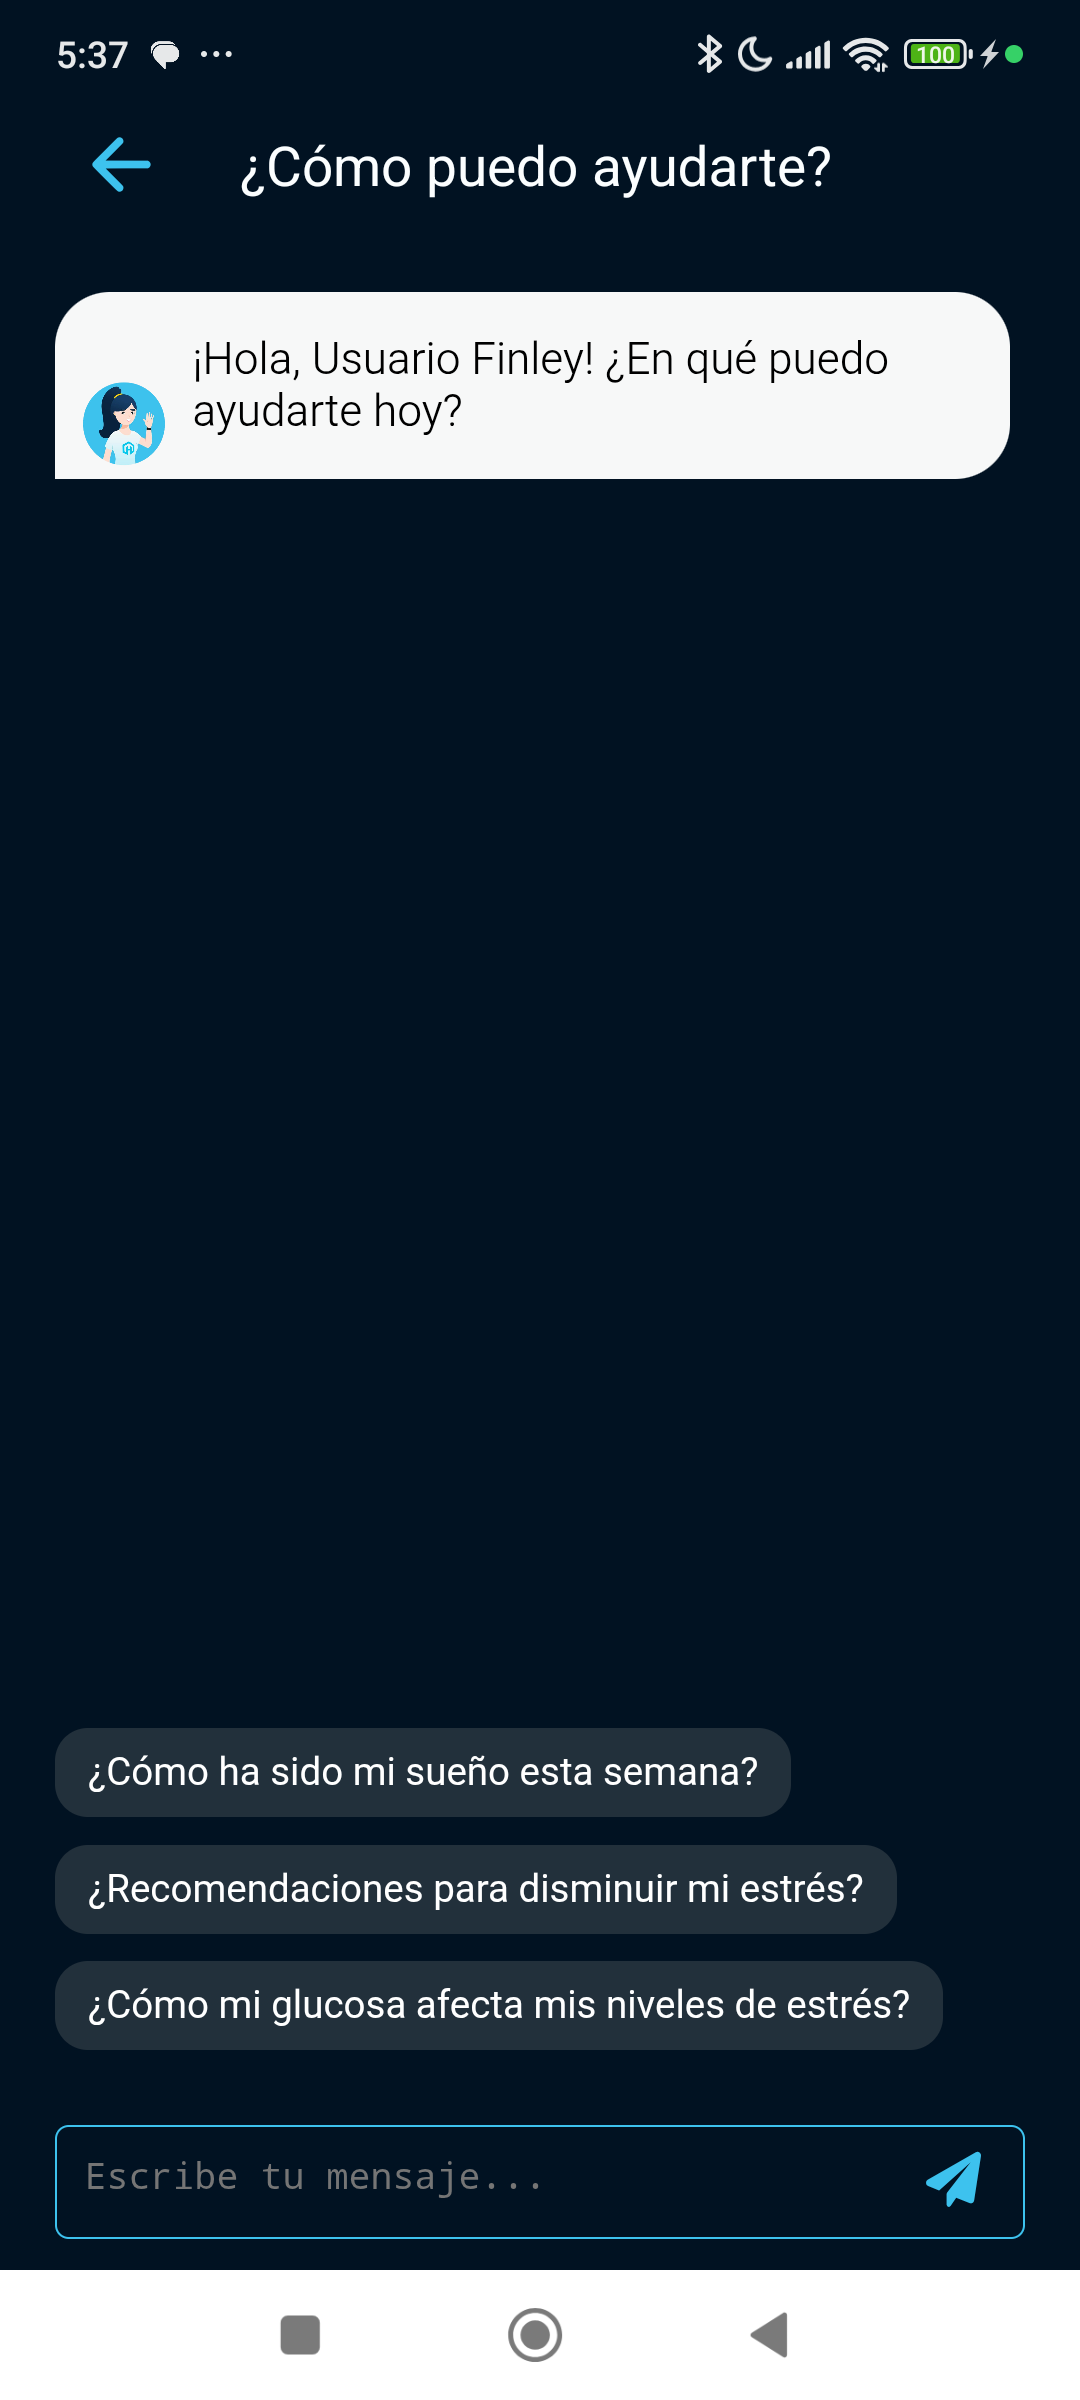 5:37
100
¿Cómo puedo ayudarte?
¡Hola, Usuario Finley! ¿En qué puedo
ayudarte hoy?
¿Cómo ha sido mi sueño esta semana?
¿Recomendaciones para disminuir mi estrés?
¿Cómo mi glucosa afecta mis niveles de estrés?
Escribe tu mensaje...